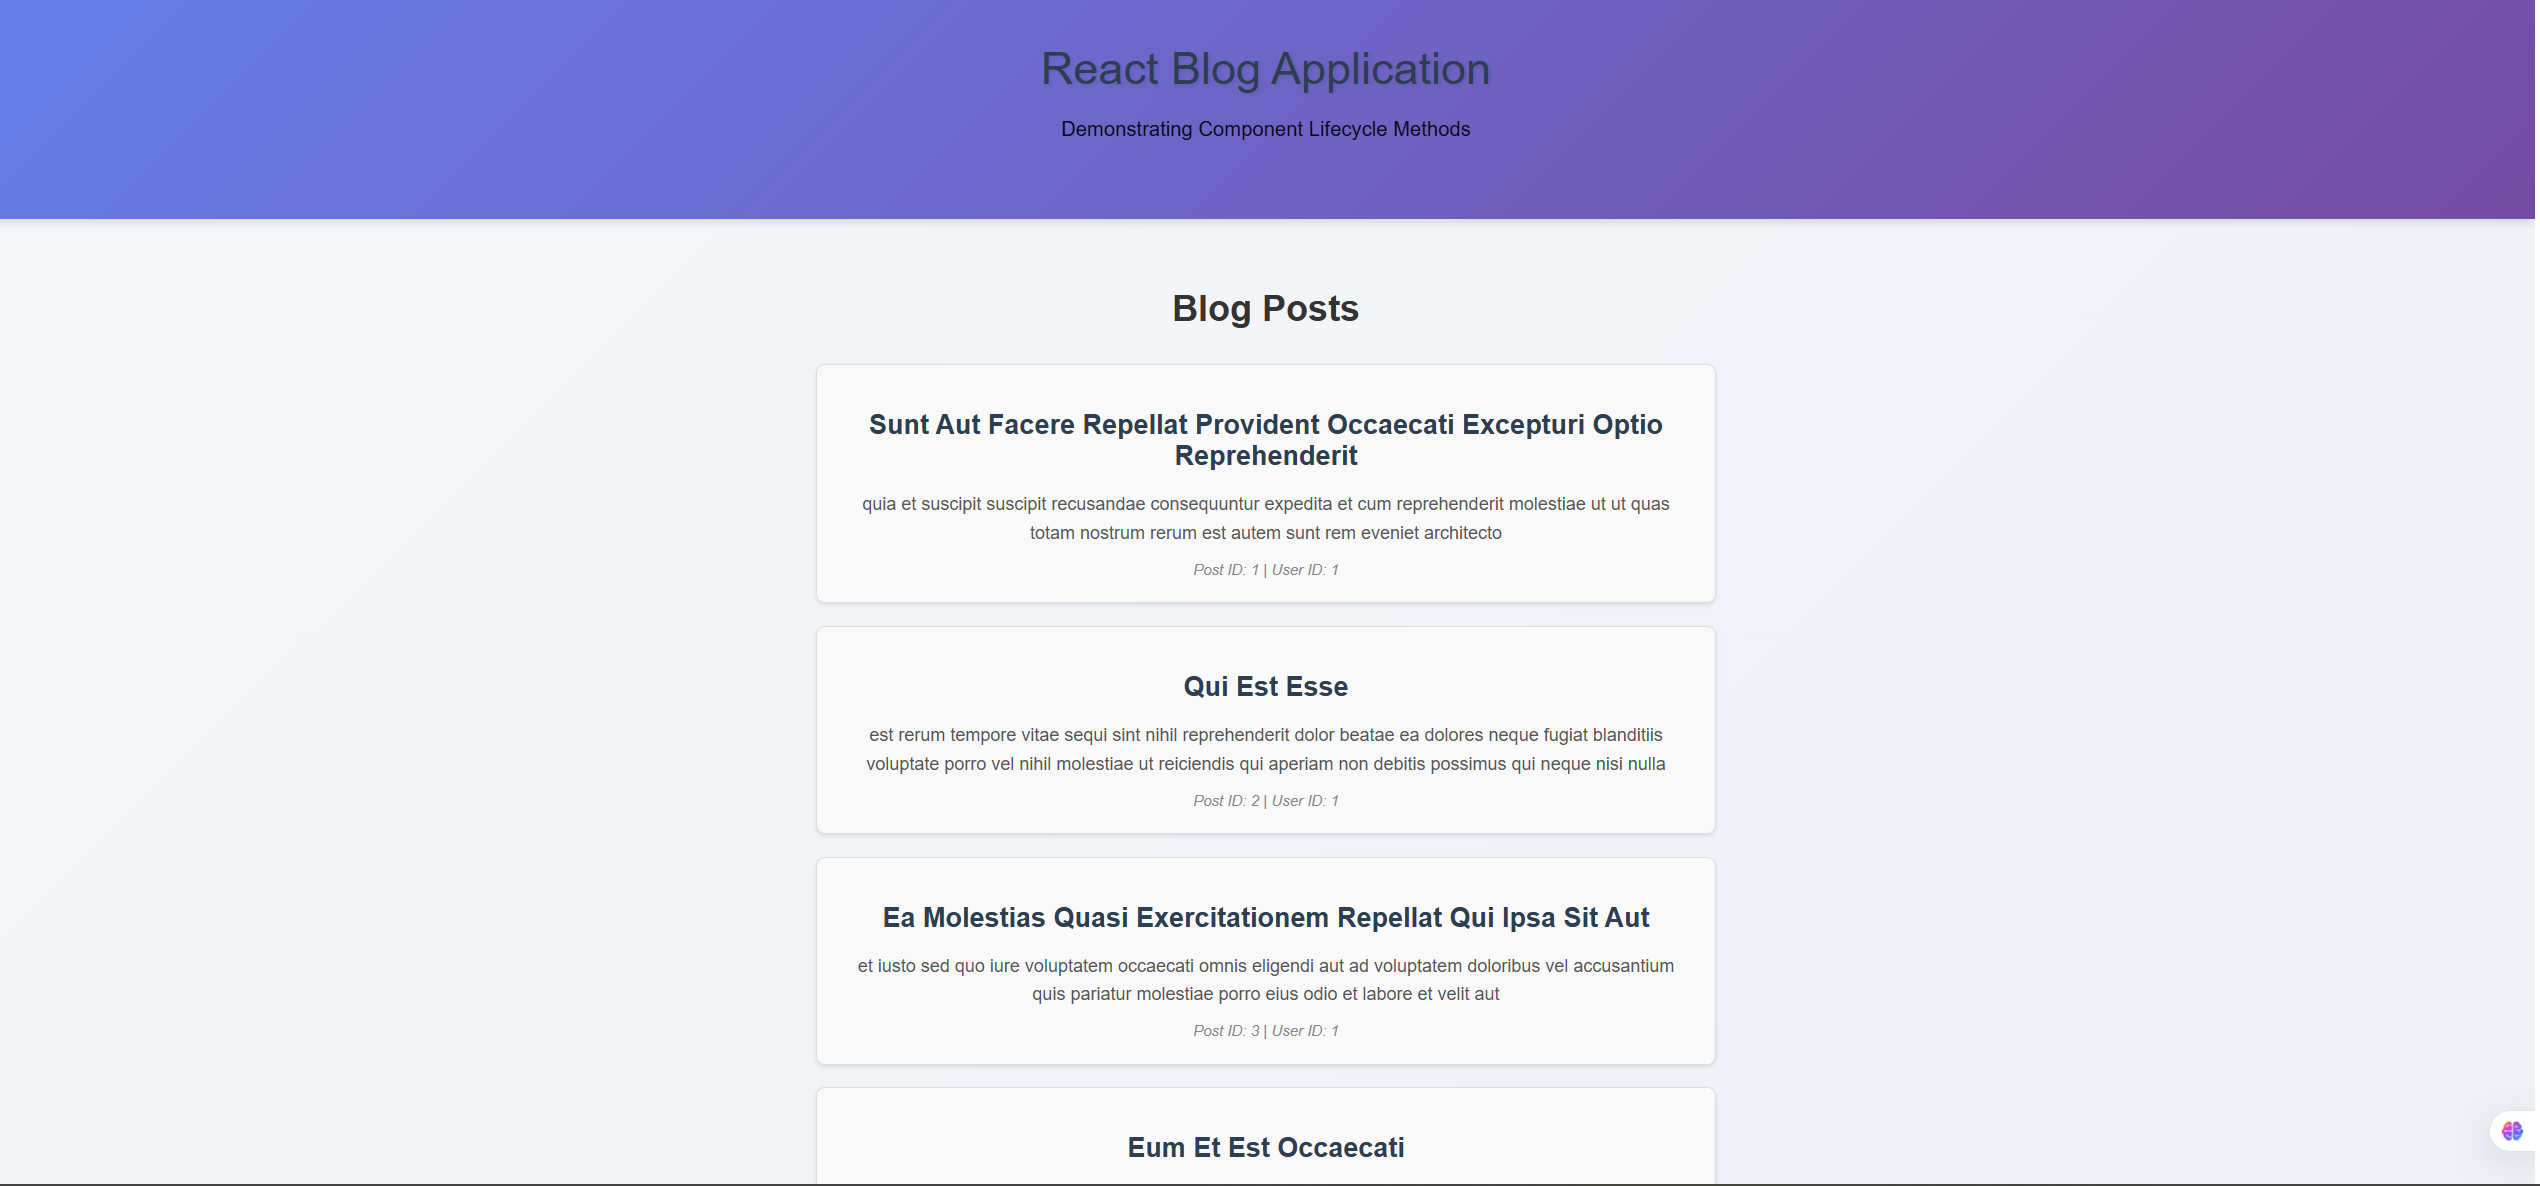 React Blog Application
Demonstrating Component Lifecycle Methods
Blog Posts
Sunt Aut Facere Repellat Provident Occaecati Excepturi Optio
Reprehenderit
quia et suscipit suscipit recusandae consequuntur expedita et cum reprehenderit molestiae ut ut quas
totam nostrum rerum est autem sunt rem eveniet architecto
Post ID: 1 | User ID: 1
Qui Est Esse
est rerum tempore vitae sequi sint nihil reprehenderit dolor beatae ea dolores neque fugiat blanditiis
voluptate porro vel nihil molestiae ut reiciendis qui aperiam non debitis possimus qui neque nisi nulla
Post ID: 2 | User ID: 1
Ea Molestias Quasi Exercitationem Repellat Qui Ipsa Sit Aut
et iusto sed quo iure voluptatem occaecati omnis eligendi aut ad voluptatem doloribus vel accusantium
quis pariatur molestiae porro eius odio et labore et velit aut
Post ID: 3 | User ID: 1
Eum Et Est Occaecati